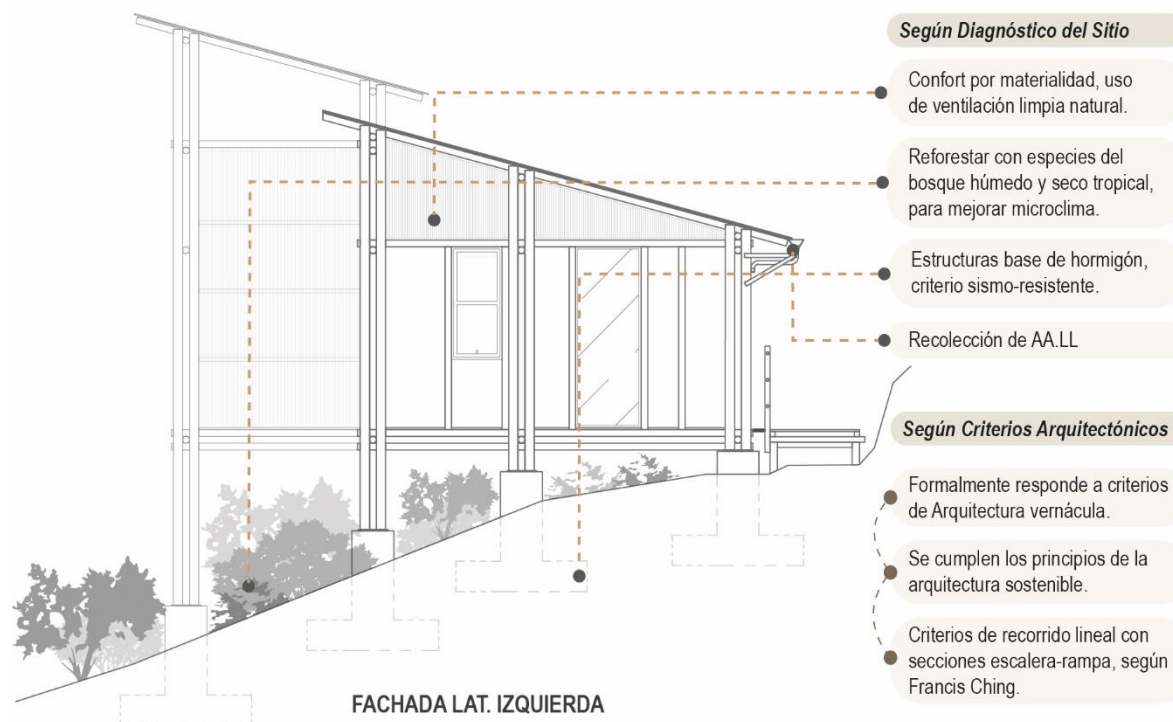 Según Diagnóstico del Sitio
Confort por materialidad, uso
de ventilación limpia natural.
Reforestar con especies del
bosque húmedo y seco tropical,
para mejorar microclima.
Estructuras base de hormigón,
criterio sismo-resistente.
Recolección de AA.LL
Según Criterios Arquitectónicos
Formalmente responde a criterios
de Arquitectura vernácula.
Se cumplen los principios de la
arquitectura sostenible.
Criterios de recorrido lineal con
secciones escalera-rampa, según
Francis Ching.
FACHADA LAT. IZQUIERDA